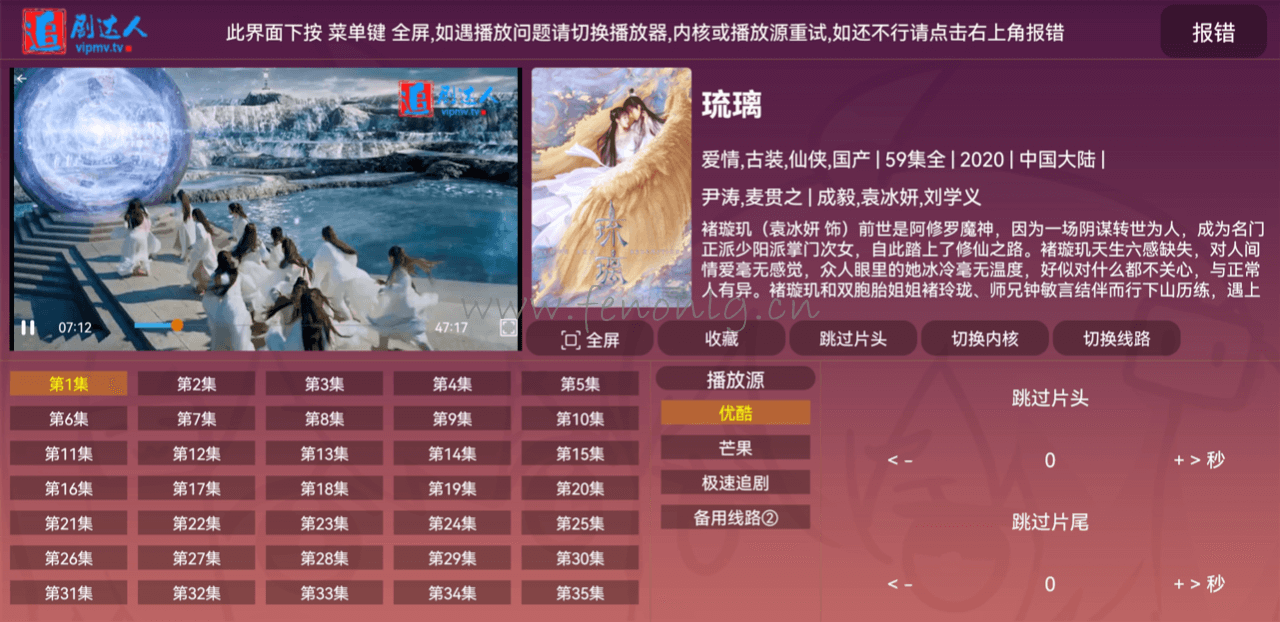 追剧达人
vipmv.tv
此界面下按 菜单键 全屏,如遇播放问题请切换播放器,内核或播放源重试,如还不行请点击右上角报错
报错
追剧达人
vipmv.tv
07:12
47:17
琉璃
琉璃
爱情,古装,仙侠,国产 | 59集全 | 2020 | 中国大陆 |
尹涛,麦贯之 | 成毅,袁冰妍,刘学义
褚璇玑（袁冰妍 饰）前世是阿修罗魔神，因为一场阴谋转世为人，成为名门
正派少阳派掌门次女，自此踏上了修仙之路。褚璇玑天生六感缺失，对人间
情爱毫无感觉，众人眼里的她冰冷毫无温度，好似对什么都不关心，与正常
人有异。褚璇玑和双胞胎姐姐褚玲珑、师兄钟敏言结伴而行下山历练，遇上
www.fenonlg.cn
全屏 收藏 跳过片头 切换内核 切换线路
第1集 第2集 第3集 第4集 第5集
第6集 第7集 第8集 第9集 第10集
第11集 第12集 第13集 第14集 第15集
第16集 第17集 第18集 第19集 第20集
第21集 第22集 第23集 第24集 第25集
第26集 第27集 第28集 第29集 第30集
第31集 第32集 第33集 第34集 第35集
播放源
优酷
芒果
极速追剧
备用线路②
跳过片头
< - 0 + > 秒
跳过片尾
< - 0 + > 秒